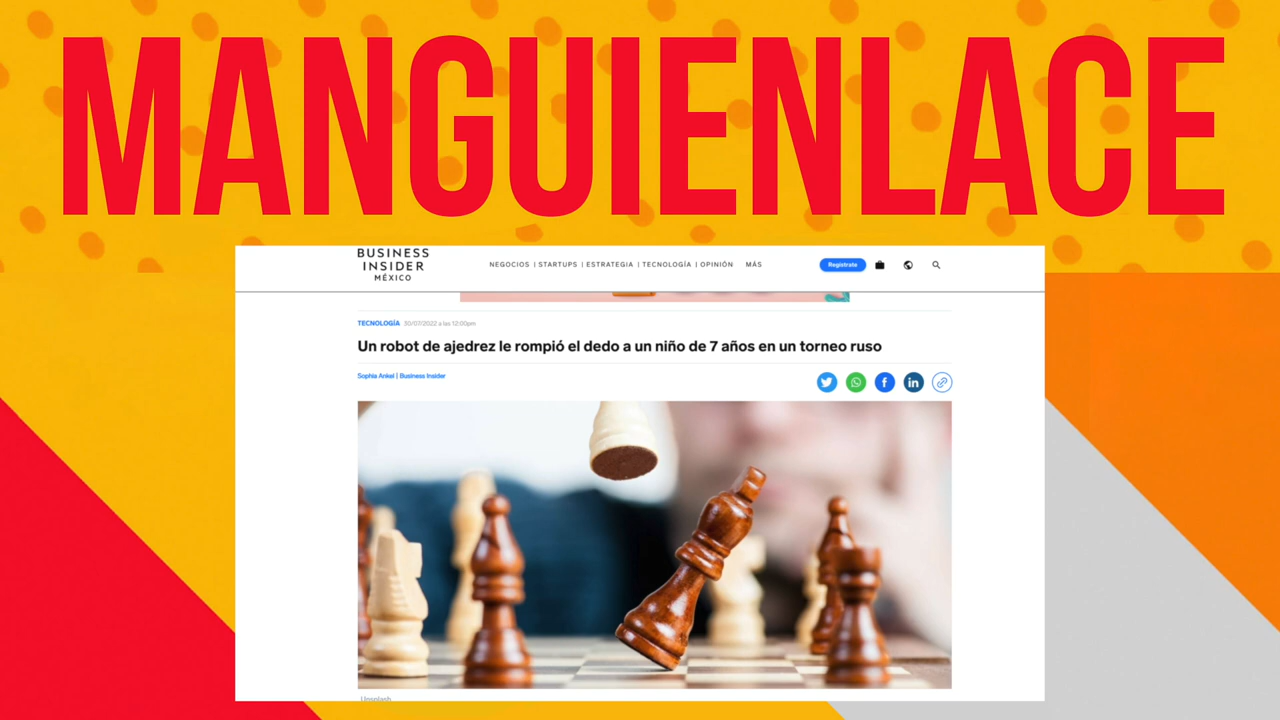 MANGUIENLACE
BUSINESS
INSIDER
MÉXICO
NEGOCIOS | STARTUPS | ESTRATEGIA | TECNOLOGÍA | OPINIÓN MÁS
Regístrate
TECNOLOGÍA 30/07/2022 a las 12:00pm
Un robot de ajedrez le rompió el dedo a un niño de 7 años en un torneo ruso
Sophia Ankel | Business Insider
Unsplash